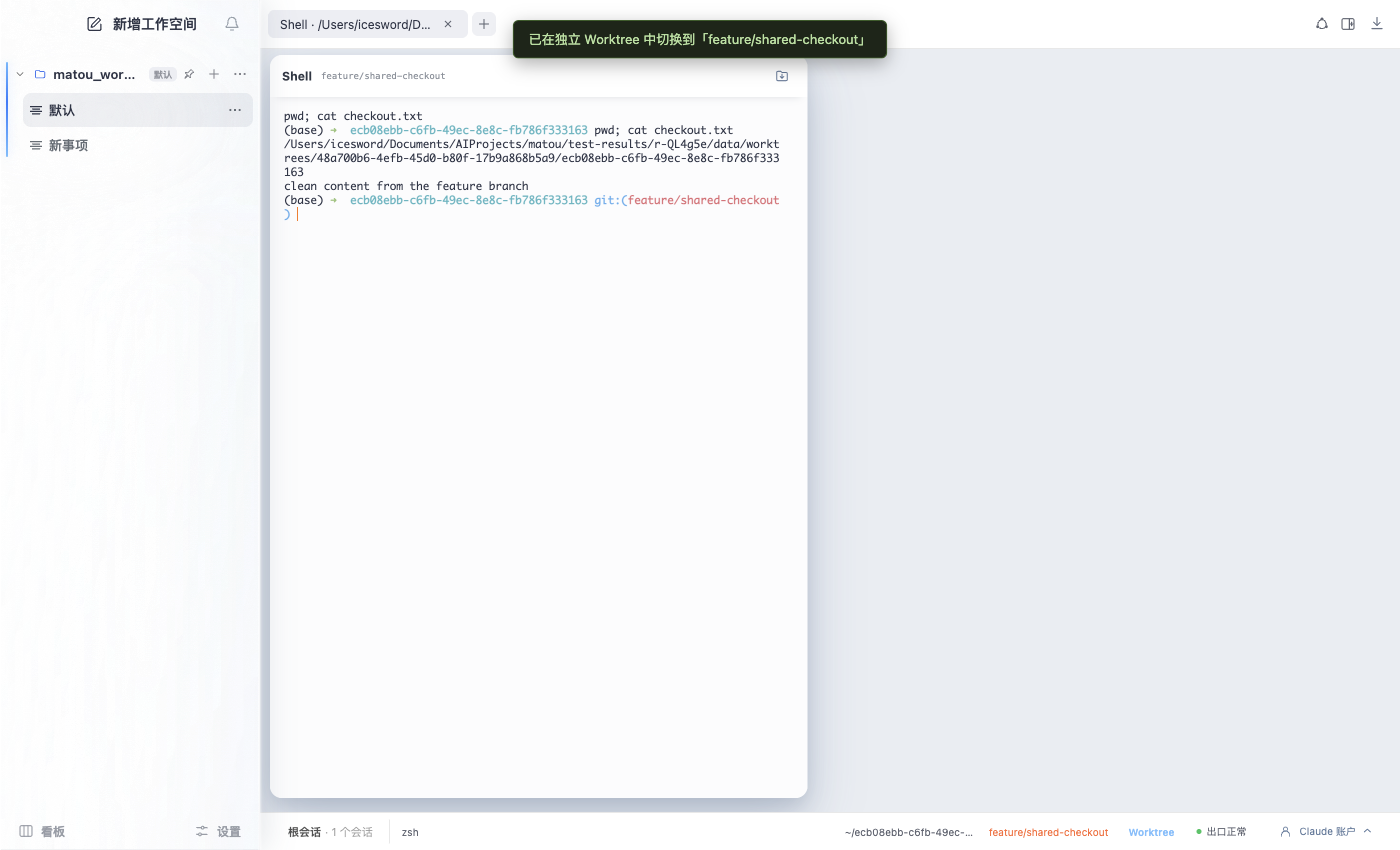 新增工作空间
Shell · /Users/icesword/D...
已在独立 Worktree 中切换到「feature/shared-checkout」
matou_wor... 默认
默认
新事项
Shell feature/shared-checkout
pwd; cat checkout.txt
(base) → ecb08ebb-c6fb-49ec-8e8c-fb786f333163 pwd; cat checkout.txt
/Users/icesword/Documents/AIProjects/matou/test-results/r-QL4g5e/data/workt
rees/48a700b6-4efb-45d0-b80f-17b9a868b5a9/ecb08ebb-c6fb-49ec-8e8c-fb786f333
163
clean content from the feature branch
(base) → ecb08ebb-c6fb-49ec-8e8c-fb786f333163 git:(feature/shared-checkout
)
看板 设置
根会话 · 1 个会话 zsh
~/ecb08ebb-c6fb-49ec-... feature/shared-checkout Worktree 出口正常 Claude 账户